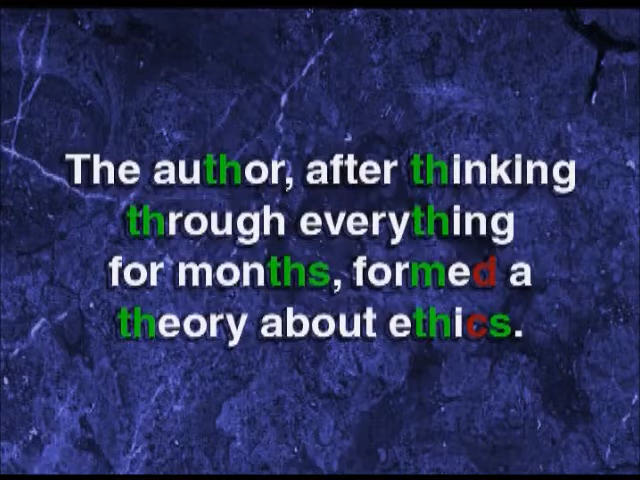 The author, after thinking
through everything
for months, formed a
theory about ethics.